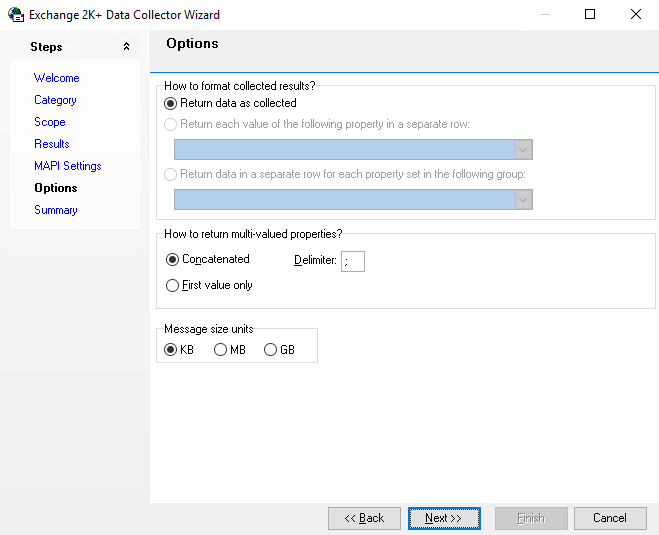 Exchange 2K+ Data Collector Wizard
Steps
Welcome
Category
Scope
Results
MAPI Settings
Options
Summary
Options
How to format collected results?
Return data as collected
Return each value of the following property in a separate row:
Return data in a separate row for each property set in the following group:
How to return multi-valued properties?
Concatenated Delimiter: ;
First value only
Message size units
KB MB GB
<< Back Next >> Finish Cancel